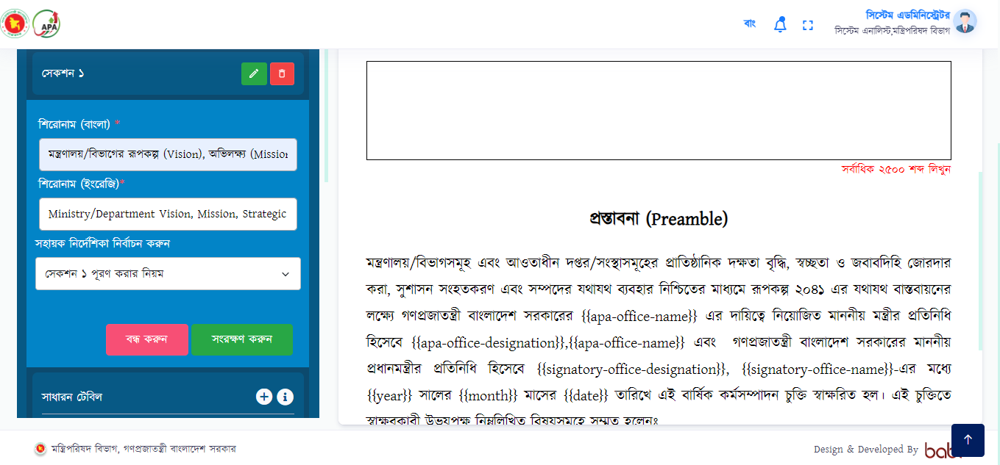 APA
বাং
সিস্টেম এডমিনিস্ট্রেটর
সিস্টেম এনালিস্ট,মন্ত্রিপরিষদ বিভাগ
সেকশন ১
শিরোনাম (বাংলা) *
মন্ত্রণালয়/বিভাগের রূপকল্প (Vision), অভিলক্ষ্য (Mission
শিরোনাম (ইংরেজি)*
Ministry/Department Vision, Mission, Strategic
সহায়ক নির্দেশিকা নির্বাচন করুন
সেকশন ১ পূরণ করার নিয়ম
বন্ধ করুন
সংরক্ষণ করুন
সাধারন টেবিল
সর্বাধিক ২৫০০ শব্দ লিখুন
প্রস্তাবনা (Preamble)
মন্ত্রণালয়/বিভাগসমূহ এবং আওতাধীন দপ্তর/সংস্থাসমূহের প্রাতিষ্ঠানিক দক্ষতা বৃদ্ধি, স্বচ্ছতা ও জবাবদিহি জোরদার
করা, সুশাসন সংহতকরণ এবং সম্পদের যথাযথ ব্যবহার নিশ্চিতের মাধ্যমে রূপকল্প ২০৪১ এর যথাযথ বাস্তবায়নের
লক্ষ্যে গণপ্রজাতন্ত্রী বাংলাদেশ সরকারের {{apa-office-name}} এর দায়িত্বে নিয়োজিত মাননীয় মন্ত্রীর প্রতিনিধি
হিসেবে {{apa-office-designation}},{{apa-office-name}} এবং গণপ্রজাতন্ত্রী বাংলাদেশ সরকারের মাননীয়
প্রধানমন্ত্রীর প্রতিনিধি হিসেবে {{signatory-office-designation}}, {{signatory-office-name}}-এর মধ্যে
{{year}} সালের {{month}} মাসের {{date}} তারিখে এই বার্ষিক কর্মসম্পাদন চুক্তি স্বাক্ষরিত হল। এই চুক্তিতে
স্বাক্ষরকারী উভয়পক্ষ নিম্নলিখিত বিষয়সমূহে সম্মত হলেনঃ
মন্ত্রিপরিষদ বিভাগ, গণপ্রজাতন্ত্রী বাংলাদেশ সরকার
Design & Developed By